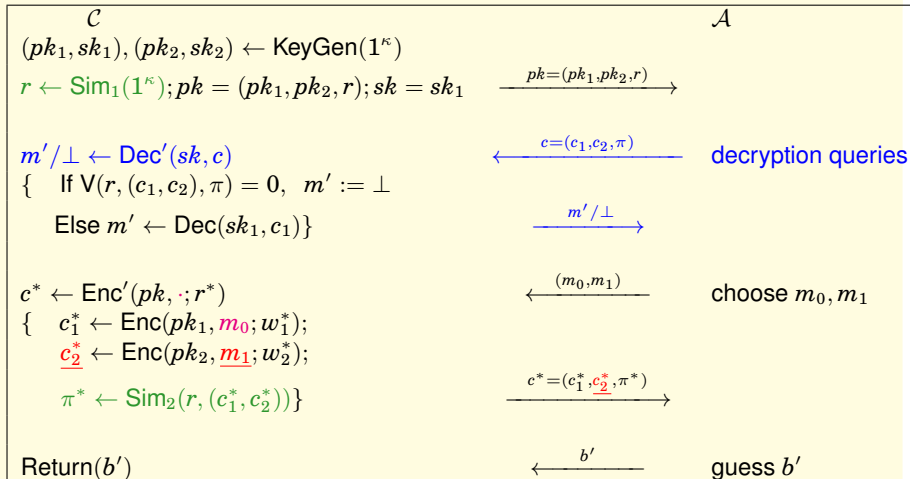 𝒞 𝒜
(pk₁, sk₁), (pk₂, sk₂) ← KeyGen(1^κ)
r ← Sim₁(1^κ); pk = (pk₁, pk₂, r); sk = sk₁ pk=(pk₁,pk₂,r)
m′/⊥ ← Dec′(sk, c) c=(c₁,c₂,π) decryption queries
{ If V(r, (c₁, c₂), π) = 0, m′ := ⊥
Else m′ ← Dec(sk₁, c₁)} m′/⊥
c* ← Enc′(pk, ·; r*) (m₀,m₁) choose m₀, m₁
{ c₁* ← Enc(pk₁, m₀; w₁*);
c₂* ← Enc(pk₂, m₁; w₂*);
π* ← Sim₂(r, (c₁*, c₂*))} c*=(c₁*,c₂*,π*)
Return(b′) b′ guess b′